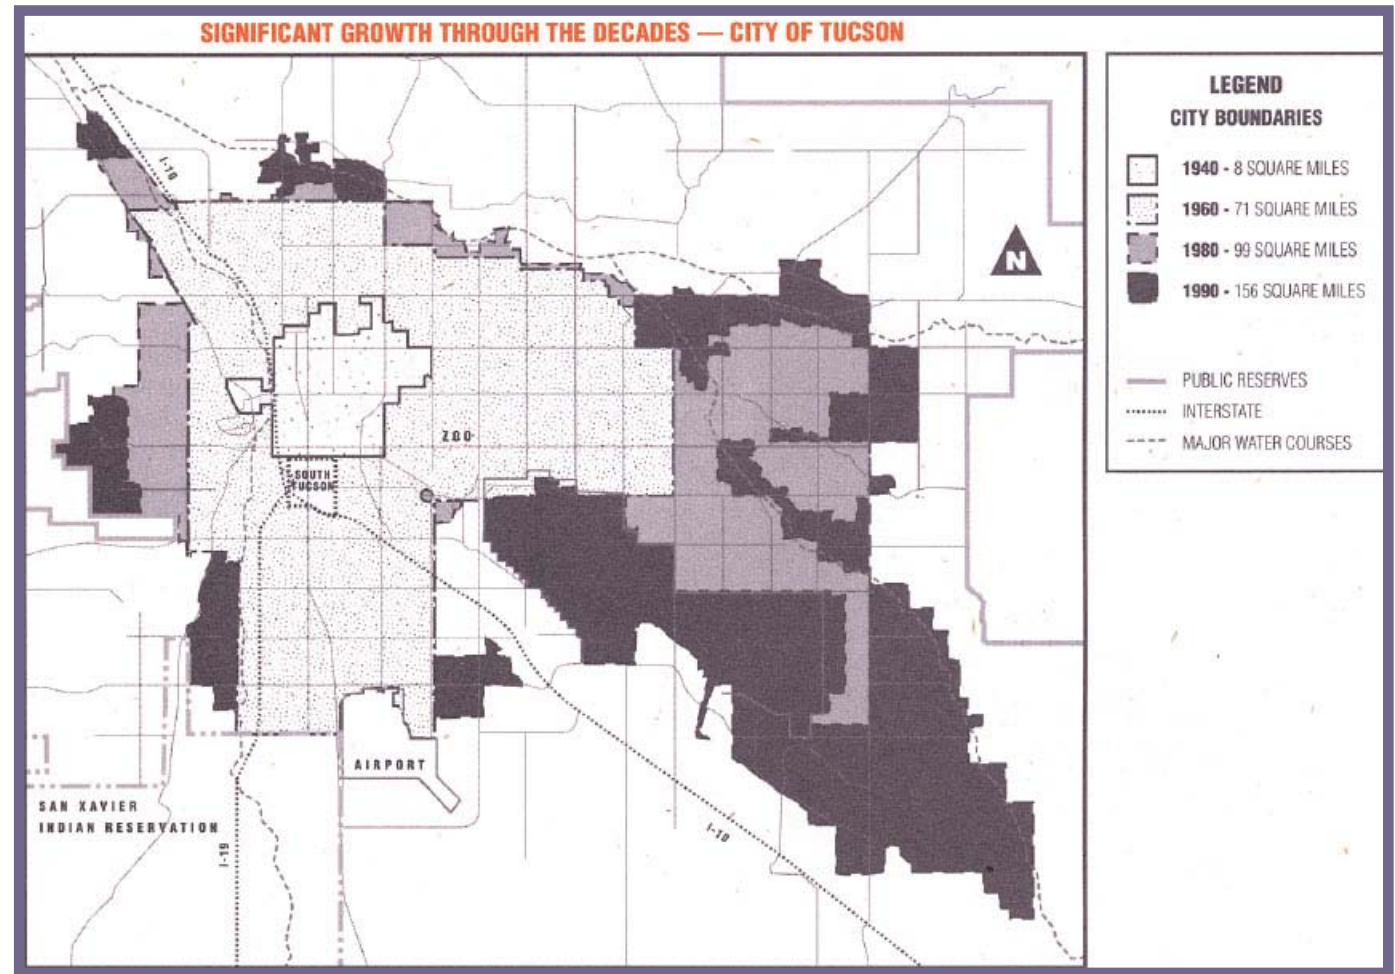 SIGNIFICANT GROWTH THROUGH THE DECADES — CITY OF TUCSON
LEGEND
CITY BOUNDARIES
1940 - 8 SQUARE MILES
1960 - 71 SQUARE MILES
1980 - 99 SQUARE MILES
1990 - 156 SQUARE MILES
PUBLIC RESERVES
INTERSTATE
MAJOR WATER COURSES
N
I-10
ZOO
SOUTH
TUCSON
AIRPORT
SAN XAVIER
INDIAN RESERVATION
I-19
I-10